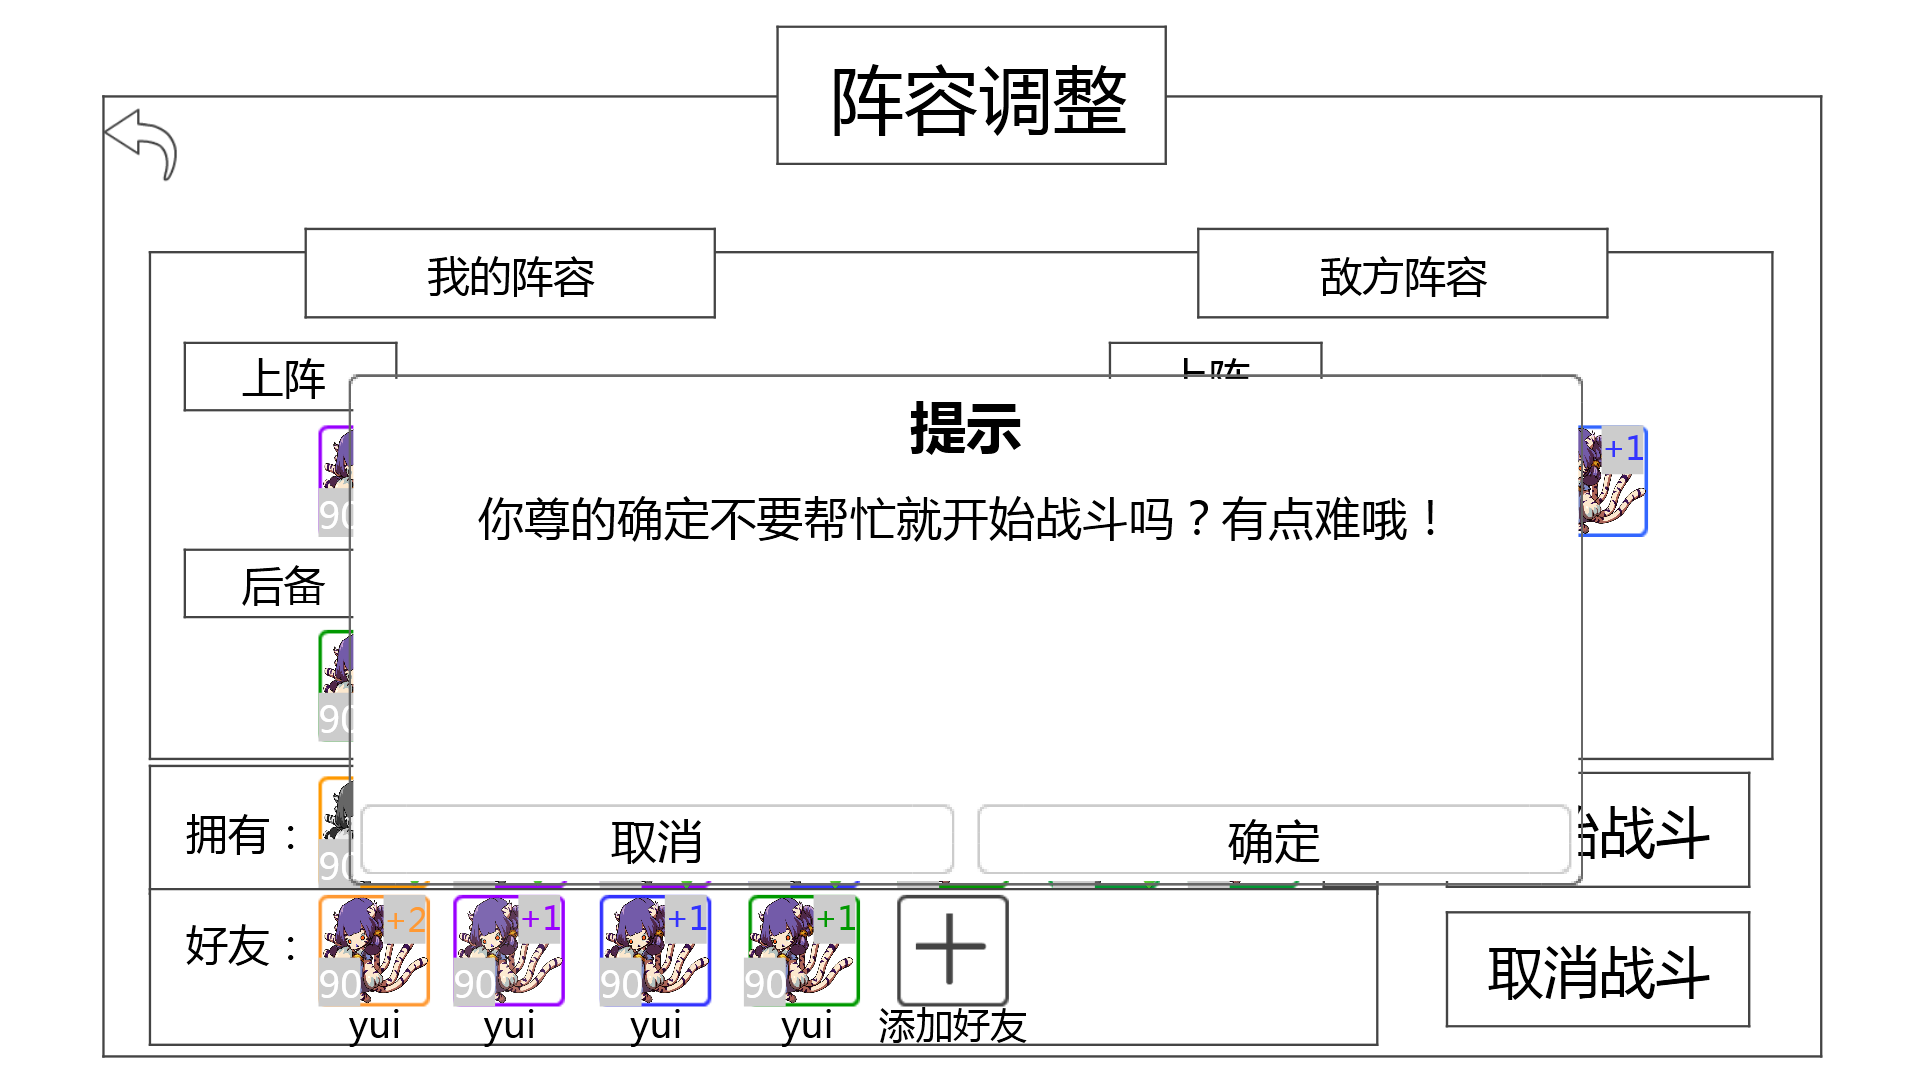 阵容调整
我的阵容
敌方阵容
上阵
上阵
+1
90
提示
你尊的确定不要帮忙就开始战斗吗？有点难哦！
后备
90
拥有：
90
取消
确定
始战斗
好友：
+2
90
yui
+1
90
yui
+1
90
yui
+1
90
yui
添加好友
取消战斗